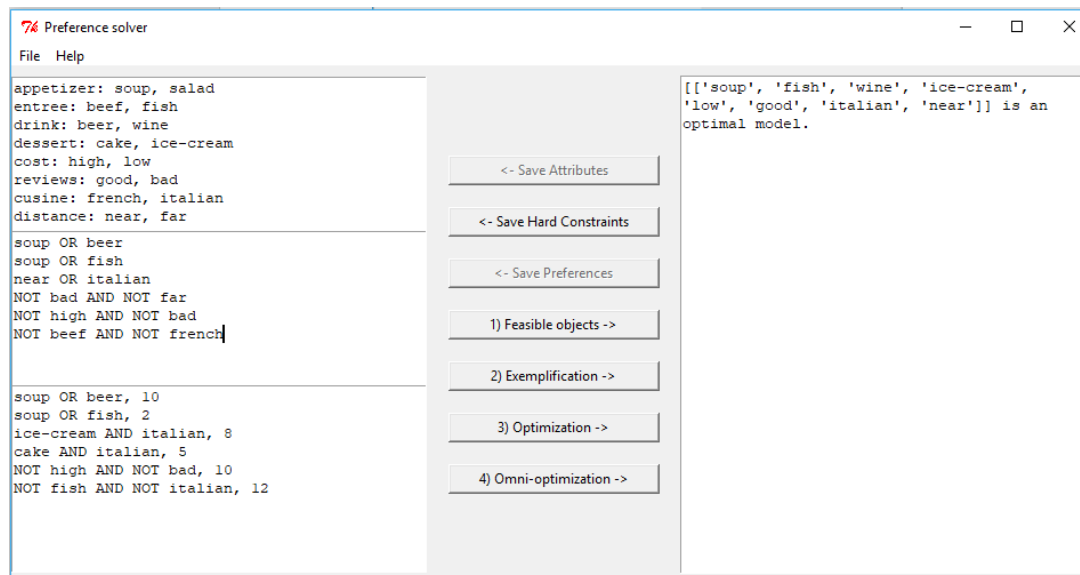 Preference solver
File Help
appetizer: soup, salad
entree: beef, fish
drink: beer, wine
dessert: cake, ice-cream
cost: high, low
reviews: good, bad
cusine: french, italian
distance: near, far
soup OR beer
soup OR fish
near OR italian
NOT bad AND NOT far
NOT high AND NOT bad
NOT beef AND NOT french
soup OR beer, 10
soup OR fish, 2
ice-cream AND italian, 8
cake AND italian, 5
NOT high AND NOT bad, 10
NOT fish AND NOT italian, 12
<- Save Attributes
<- Save Hard Constraints
<- Save Preferences
1) Feasible objects ->
2) Exemplification ->
3) Optimization ->
4) Omni-optimization ->
[['soup', 'fish', 'wine', 'ice-cream',
'low', 'good', 'italian', 'near']] is an
optimal model.